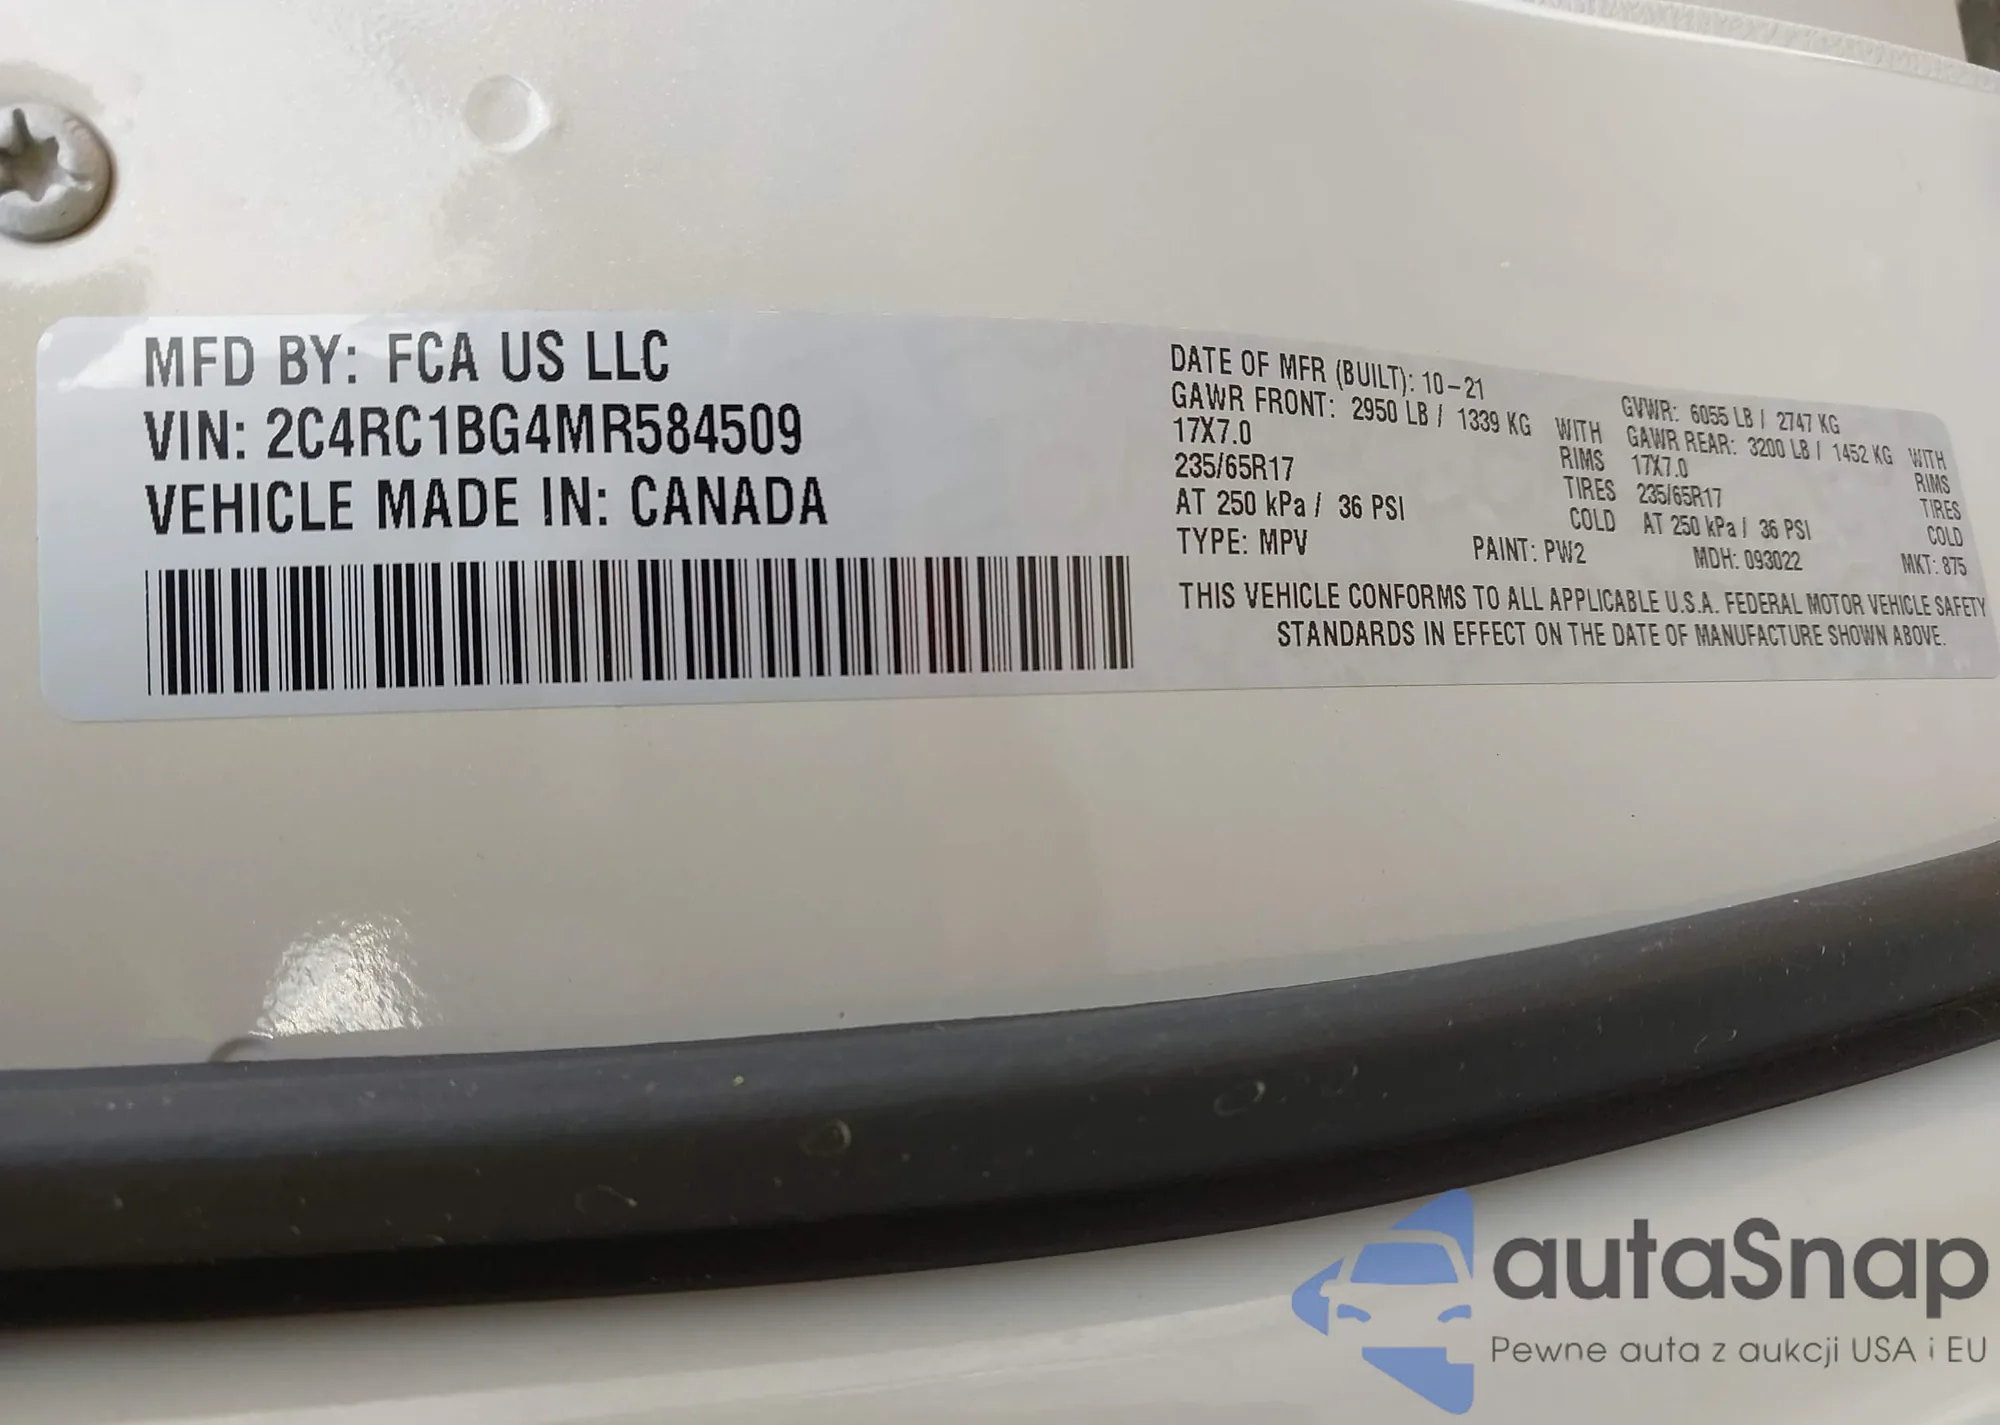 MFD BY: FCA US LLC
VIN: 2C4RC1BG4MR584509
VEHICLE MADE IN: CANADA
DATE OF MFR (BUILT): 10-21 GVWR: 6055 LB / 2747 KG
GAWR FRONT: 2950 LB / 1339 KG WITH GAWR REAR: 3200 LB / 1452 KG WITH
17X7.0 RIMS 17X7.0 RIMS
235/65R17 TIRES 235/65R17 TIRES
AT 250 kPa / 36 PSI COLD AT 250 kPa / 36 PSI COLD
TYPE: MPV PAINT: PW2 MDH: 093022 MKT: 875
THIS VEHICLE CONFORMS TO ALL APPLICABLE U.S.A. FEDERAL MOTOR VEHICLE SAFETY
STANDARDS IN EFFECT ON THE DATE OF MANUFACTURE SHOWN ABOVE.
autaSnap
Pewne auta z aukcji USA i EU